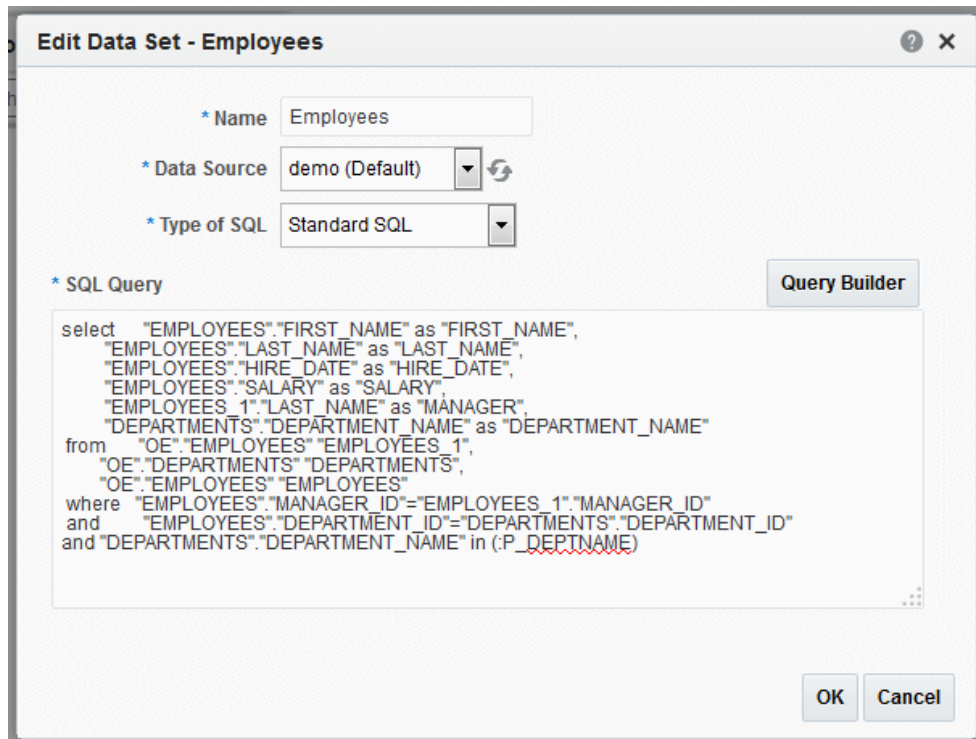 Edit Data Set - Employees
* Name Employees
* Data Source demo (Default)
* Type of SQL Standard SQL
* SQL Query
Query Builder
select "EMPLOYEES"."FIRST_NAME" as "FIRST_NAME",
"EMPLOYEES"."LAST_NAME" as "LAST_NAME",
"EMPLOYEES"."HIRE_DATE" as "HIRE_DATE",
"EMPLOYEES"."SALARY" as "SALARY",
"EMPLOYEES_1"."LAST_NAME" as "MANAGER",
"DEPARTMENTS"."DEPARTMENT_NAME" as "DEPARTMENT_NAME"
from "OE"."EMPLOYEES" "EMPLOYEES_1",
"OE"."DEPARTMENTS" "DEPARTMENTS",
"OE"."EMPLOYEES" "EMPLOYEES"
where "EMPLOYEES"."MANAGER_ID"="EMPLOYEES_1"."MANAGER_ID"
and "EMPLOYEES"."DEPARTMENT_ID"="DEPARTMENTS"."DEPARTMENT_ID"
and "DEPARTMENTS"."DEPARTMENT_NAME" in (:P_DEPTNAME)
OK Cancel